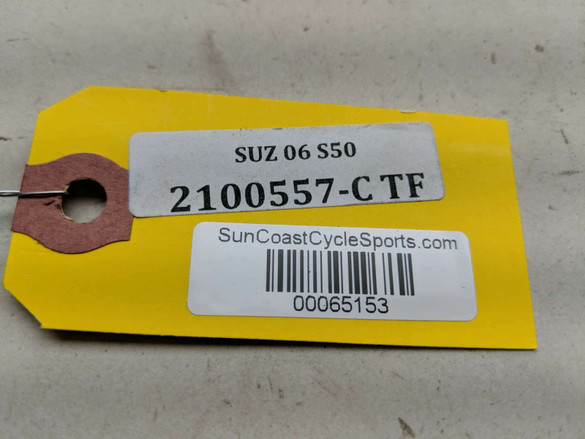 SUZ 06 S50
2100557-C TF
SunCoastCycleSports.com
00065153